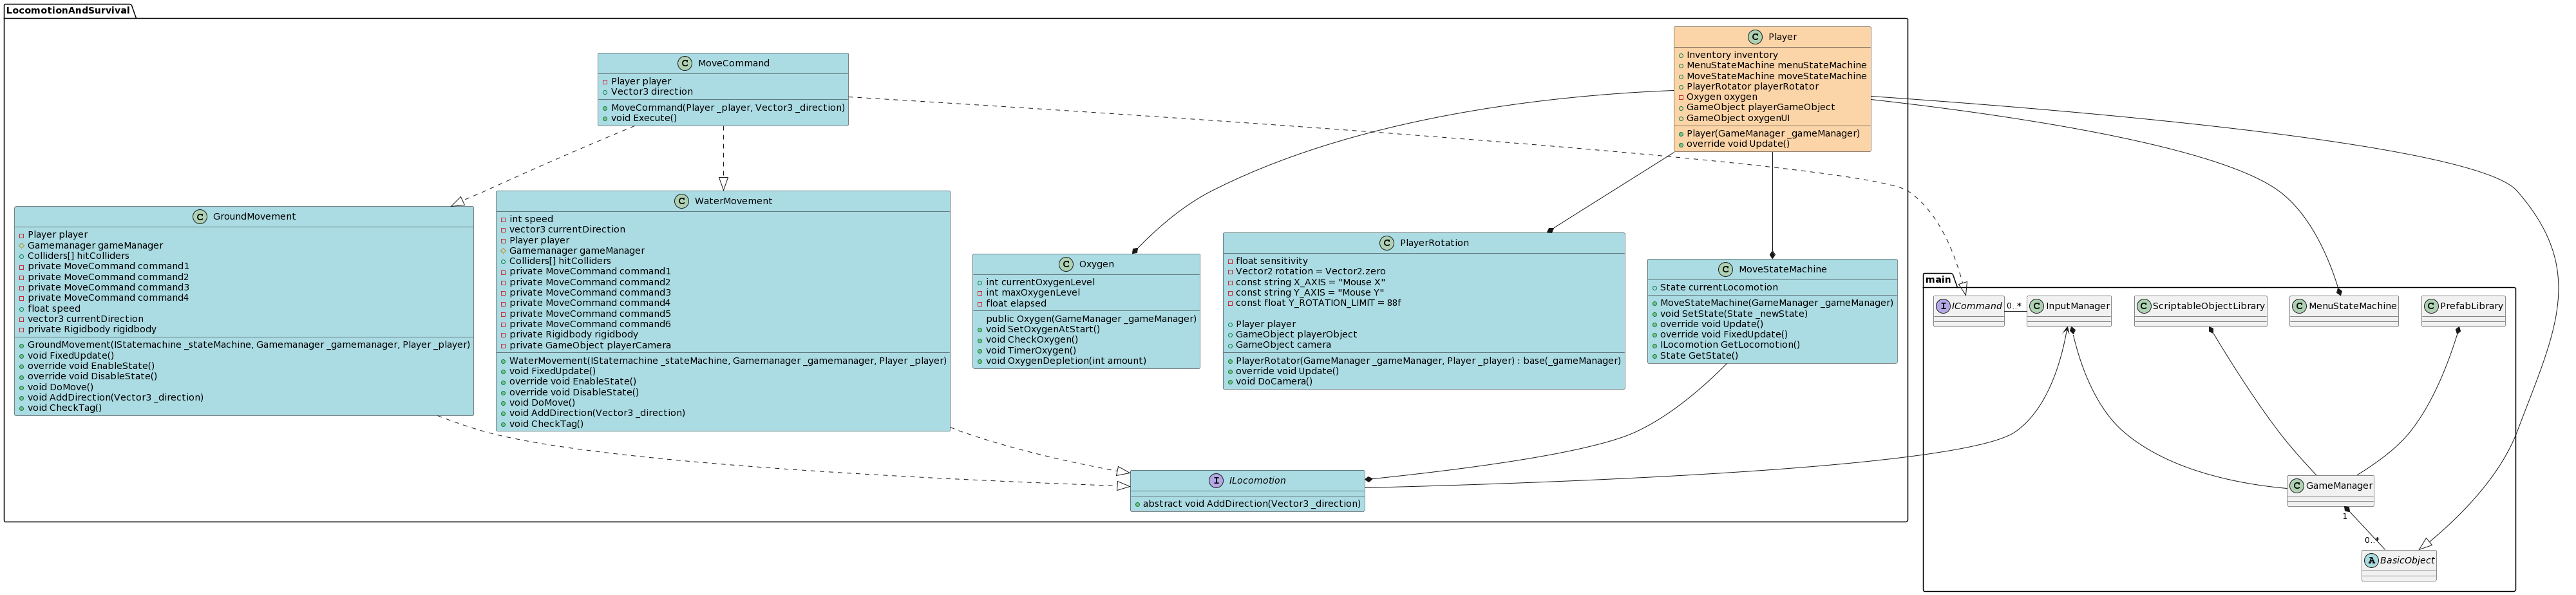 LocomotionAndSurvival
C Player
Inventory inventory
MenuStateMachine menuStateMachine
MoveStateMachine moveStateMachine
PlayerRotator playerRotator
Oxygen oxygen
GameObject playerGameObject
GameObject oxygenUI
Player(GameManager _gameManager)
override void Update()
C MoveCommand
Player player
Vector3 direction
MoveCommand(Player _player, Vector3 _direction)
void Execute()
C GroundMovement
Player player
Gamemanager gameManager
Colliders[] hitColliders
private MoveCommand command1
private MoveCommand command2
private MoveCommand command3
private MoveCommand command4
float speed
vector3 currentDirection
private Rigidbody rigidbody
GroundMovement(IStatemachine _stateMachine, Gamemanager _gamemanager, Player _player)
void FixedUpdate()
override void EnableState()
override void DisableState()
void DoMove()
void AddDirection(Vector3 _direction)
void CheckTag()
C WaterMovement
int speed
vector3 currentDirection
Player player
Gamemanager gameManager
Colliders[] hitColliders
private MoveCommand command1
private MoveCommand command2
private MoveCommand command3
private MoveCommand command4
private MoveCommand command5
private MoveCommand command6
private Rigidbody rigidbody
private GameObject playerCamera
WaterMovement(IStatemachine _stateMachine, Gamemanager _gamemanager, Player _player)
void FixedUpdate()
override void EnableState()
override void DisableState()
void DoMove()
void AddDirection(Vector3 _direction)
void CheckTag()
C Oxygen
int currentOxygenLevel
int maxOxygenLevel
float elapsed
public Oxygen(GameManager _gameManager)
void SetOxygenAtStart()
void CheckOxygen()
void TimerOxygen()
void OxygenDepletion(int amount)
C PlayerRotation
float sensitivity
Vector2 rotation = Vector2.zero
const string X_AXIS = "Mouse X"
const string Y_AXIS = "Mouse Y"
const float Y_ROTATION_LIMIT = 88f
Player player
GameObject playerObject
GameObject camera
PlayerRotator(GameManager _gameManager, Player _player) : base(_gameManager)
override void Update()
void DoCamera()
C MoveStateMachine
State currentLocomotion
MoveStateMachine(GameManager _gameManager)
void SetState(State _newState)
override void Update()
override void FixedUpdate()
ILocomotion GetLocomotion()
State GetState()
I ILocomotion
abstract void AddDirection(Vector3 _direction)
main
I ICommand
0..*
C InputManager
C ScriptableObjectLibrary
C MenuStateMachine
C PrefabLibrary
C GameManager
1
0..*
A BasicObject